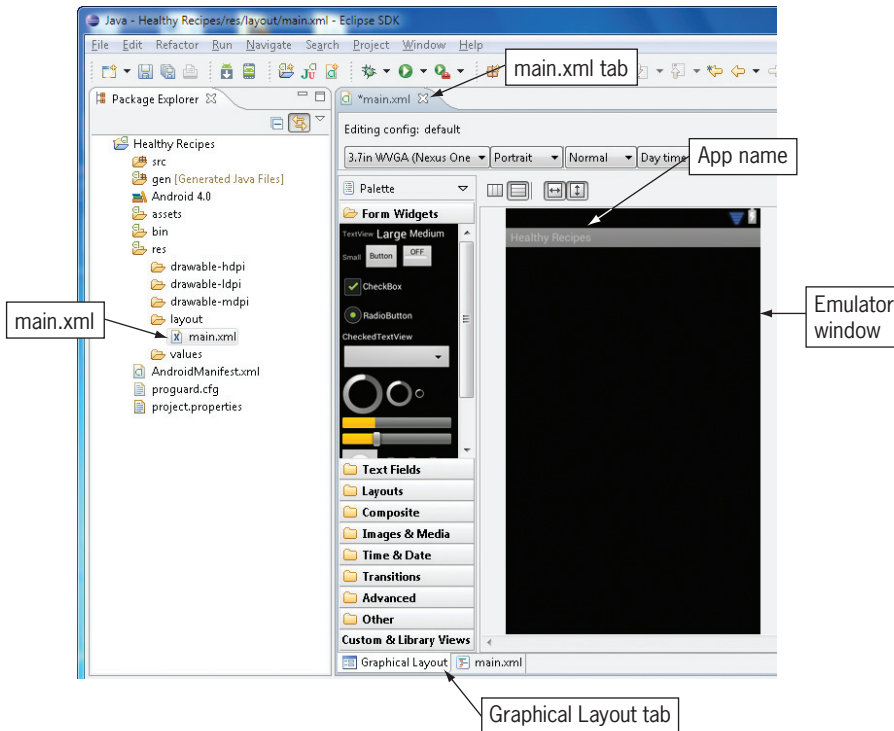 Java - Healthy Recipes/res/layout/main.xml - Eclipse SDK
File Edit Refactor Run Navigate Search Project Window Help
main.xml tab
Package Explorer
*main.xml
Editing config: default
3.7in WVGA (Nexus One
Portrait
Normal
Day time
App name
Healthy Recipes
src
gen [Generated Java Files]
Android 4.0
assets
bin
res
drawable-hdpi
drawable-ldpi
drawable-mdpi
layout
main.xml
values
AndroidManifest.xml
proguard.cfg
project.properties
main.xml
Palette
Form Widgets
TextView Large Medium
Small Button OFF
CheckBox
RadioButton
CheckedTextView
Text Fields
Layouts
Composite
Images & Media
Time & Date
Transitions
Advanced
Other
Custom & Library Views
Healthy Recipes
Emulator
window
Graphical Layout
main.xml
Graphical Layout tab